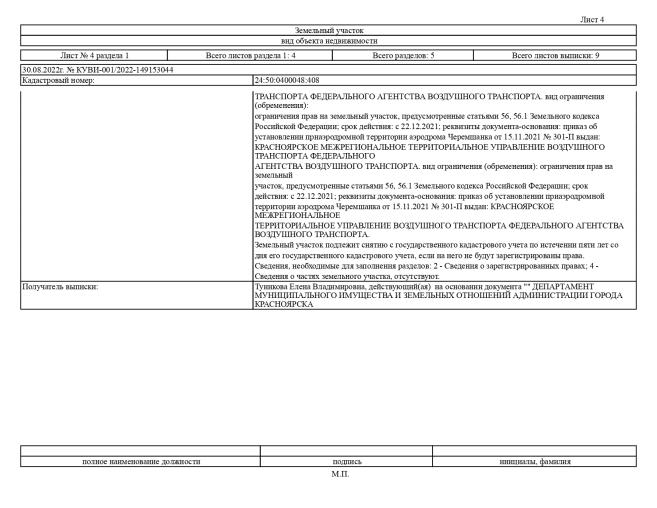 Лист 4
Земельный участок
вид объекта недвижимости
Лист № 4 раздела 1 Всего листов раздела 1: 4 Всего разделов: 5 Всего листов выписки: 9
30.08.2022г. № КУВИ-001/2022-149153044
Кадастровый номер: 24:50:0400048:408
ТРАНСПОРТА ФЕДЕРАЛЬНОГО АГЕНТСТВА ВОЗДУШНОГО ТРАНСПОРТА. вид ограничения
(обременения):
ограничения прав на земельный участок, предусмотренные статьями 56, 56.1 Земельного кодекса
Российской Федерации; срок действия: с 22.12.2021; реквизиты документа-основания: приказ об
установлении приаэродромной территории аэродрома Черемшанка от 15.11.2021 № 301-П выдан:
КРАСНОЯРСКОЕ МЕЖРЕГИОНАЛЬНОЕ ТЕРРИТОРИАЛЬНОЕ УПРАВЛЕНИЕ ВОЗДУШНОГО
ТРАНСПОРТА ФЕДЕРАЛЬНОГО
АГЕНТСТВА ВОЗДУШНОГО ТРАНСПОРТА. вид ограничения (обременения): ограничения прав на
земельный
участок, предусмотренные статьями 56, 56.1 Земельного кодекса Российской Федерации; срок
действия: с 22.12.2021; реквизиты документа-основания: приказ об установлении приаэродромной
территории аэродрома Черемшанка от 15.11.2021 № 301-П выдан: КРАСНОЯРСКОЕ
МЕЖРЕГИОНАЛЬНОЕ
ТЕРРИТОРИАЛЬНОЕ УПРАВЛЕНИЕ ВОЗДУШНОГО ТРАНСПОРТА ФЕДЕРАЛЬНОГО АГЕНТСТВА
ВОЗДУШНОГО ТРАНСПОРТА.
Земельный участок подлежит снятию с государственного кадастрового учета по истечении пяти лет со
дня его государственного кадастрового учета, если на него не будут зарегистрированы права.
Сведения, необходимые для заполнения разделов: 2 - Сведения о зарегистрированных правах; 4 -
Сведения о частях земельного участка, отсутствуют.
Получатель выписки: Туникова Елена Владимировна, действующий(ая) на основании документа "" ДЕПАРТАМЕНТ
МУНИЦИПАЛЬНОГО ИМУЩЕСТВА И ЗЕМЕЛЬНЫХ ОТНОШЕНИЙ АДМИНИСТРАЦИИ ГОРОДА
КРАСНОЯРСКА
полное наименование должности подпись инициалы, фамилия
М.П.